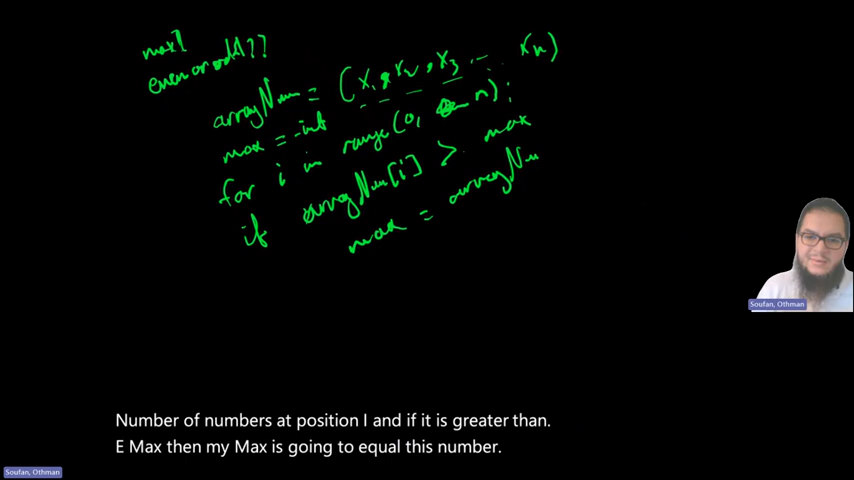 max?
even or odd??
arrayNum = (x1, x2, x3 ... xn)
max = -int
for i in range(0, n):
if arrayNum[i] > max
max = arrayNu
Soufan, Othman
Number of numbers at position I and if it is greater than.
E Max then my Max is going to equal this number.
Soufan, Othman